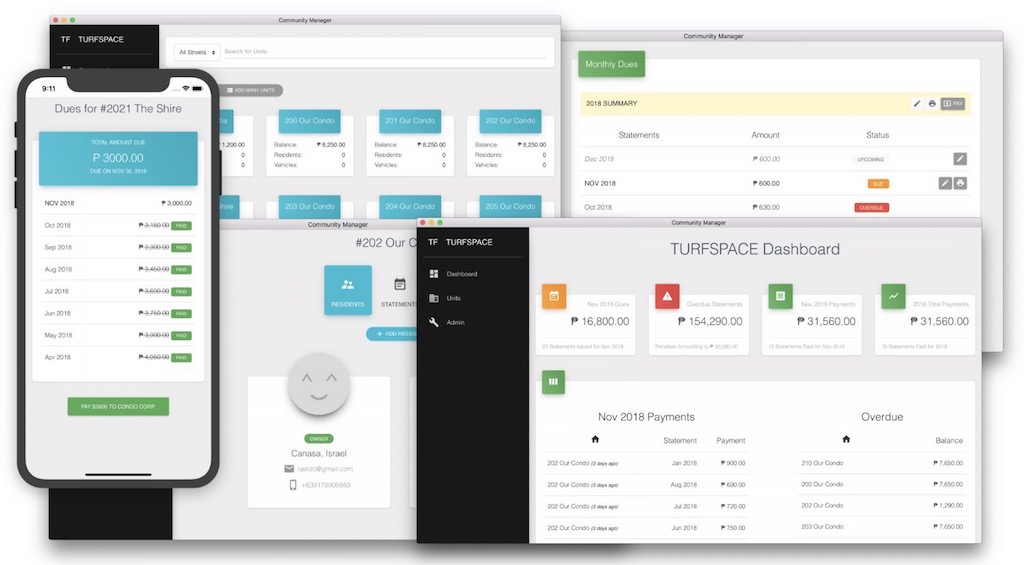 Community Manager
TF TURFSPACE
All Streets
Search for Units
ADD MANY UNITS
1,200.00
0
0
200 Our Condo
Balance: ₱ 8,250.00
Residents: 0
Vehicles: 0
201 Our Condo
Balance: ₱ 8,250.00
Residents: 0
Vehicles: 0
202 Our Condo
Balance: ₱ 8,250.00
Residents: 0
Vehicles: 0
Shire
203 Our Condo
204 Our Condo
205 Our Condo
Community Manager
Monthly Dues
2018 SUMMARY
PAY
Statements Amount Status
Dec 2018 ₱ 600.00 UPCOMING
NOV 2018 ₱ 600.00 DUE
Oct 2018 ₱ 630.00 OVERDUE
9:11
Dues for #2021 The Shire
TOTAL AMOUNT DUE
P 3000.00
DUE ON NOV 30, 2018
NOV 2018 ₱ 3,000.00
Oct 2018 ₱ 3,150.00 PAID
Sep 2018 ₱ 3,300.00 PAID
Aug 2018 ₱ 3,450.00 PAID
Jul 2018 ₱ 3,600.00 PAID
Jun 2018 ₱ 3,750.00 PAID
May 2018 ₱ 3,900.00 PAID
Apr 2018 ₱ 4,050.00 PAID
PAY $3000 TO CONDO CORP
Community Manager
#202 Our C
RESIDENTS
STATEMENTS
+ ADD RESIDE
OWNER
Canasa, Israel
raerdc@gmail.com
Community Manager
TF TURFSPACE
Dashboard
Units
Admin
TURFSPACE Dashboard
Nov 2018 Dues
₱ 16,800.00
Statements Issued for Nov 2018
Overdue Statements
₱ 154,290.00
Penalties Amounting to
Nov 2018 Payments
₱ 31,560.00
Statements Paid for Nov 2018
2018 Total Payments
₱ 31,560.00
Statements Paid for 2018
Nov 2018 Payments
Statement Payment
202 Our Condo (3 days ago) Jan 2018 ₱ 900.00
202 Our Condo (3 days ago) Aug 2018 ₱ 690.00
202 Our Condo (3 days ago) Jul 2018 ₱ 720.00
202 Our Condo (3 days ago) Jun 2018 ₱ 750.00
Overdue
Balance
210 Our Condo ₱ 7,650.00
200 Our Condo ₱ 7,650.00
202 Our Condo ₱ 1,290.00
203 Our Condo ₱ 7,650.00